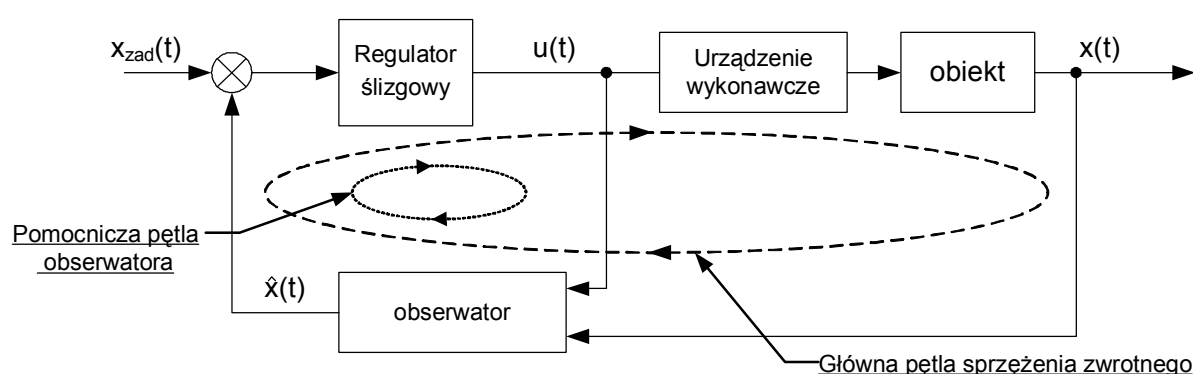 x_zad(t)
Regulator
ślizgowy
u(t)
Urządzenie
wykonawcze
obiekt
x(t)
Pomocnicza pętla
obserwatora
x̂(t)
obserwator
Główna pętla sprzężenia zwrotnego